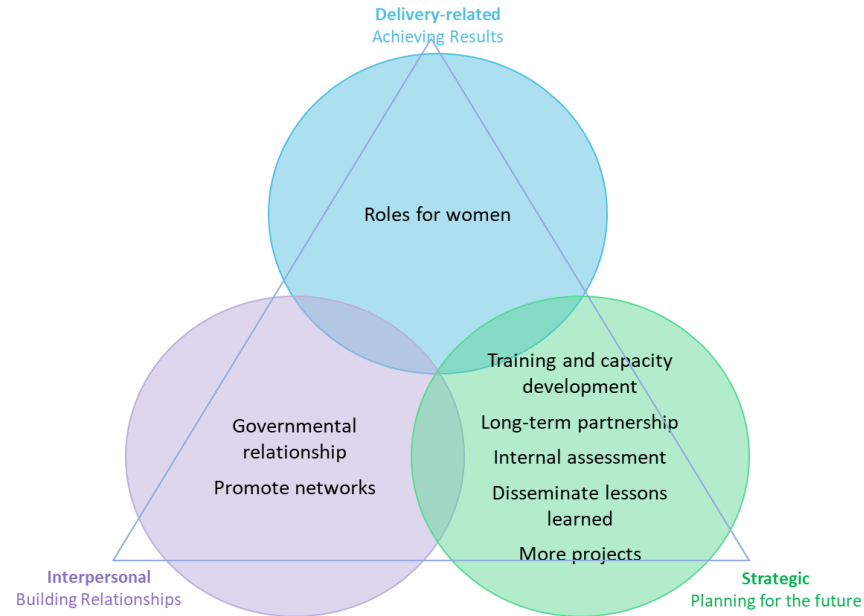 Delivery-related
Achieving Results
Roles for women
Training and capacity
development
Long-term partnership
Internal assessment
Disseminate lessons
learned
More projects
Governmental
relationship
Promote networks
Interpersonal
Building Relationships
Strategic
Planning for the future